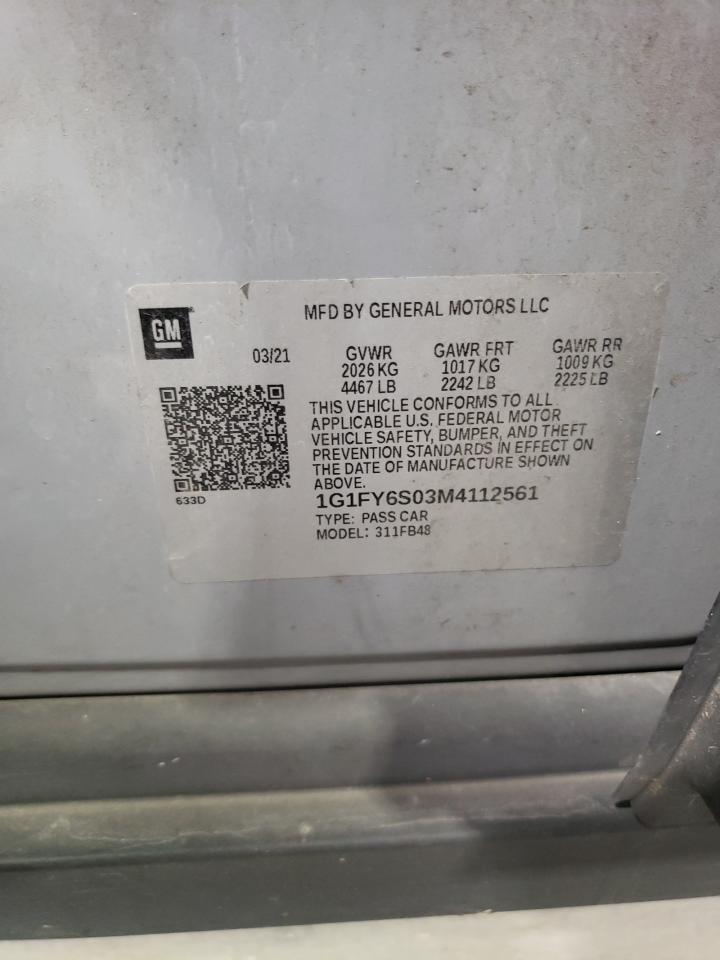 MFD BY GENERAL MOTORS LLC
GM
03/21 GVWR GAWR FRT GAWR RR
2026 KG 1017 KG 1009 KG
4467 LB 2242 LB 2225 LB
THIS VEHICLE CONFORMS TO ALL
APPLICABLE U.S. FEDERAL MOTOR
VEHICLE SAFETY, BUMPER, AND THEFT
PREVENTION STANDARDS IN EFFECT ON
THE DATE OF MANUFACTURE SHOWN
ABOVE.
633D
1G1FY6S03M4112561
TYPE: PASS CAR
MODEL: 311FB48